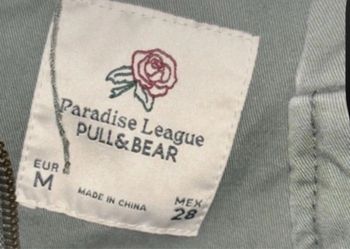 Paradise League
PULL&BEAR
EUR MEX
M 28
MADE IN CHINA